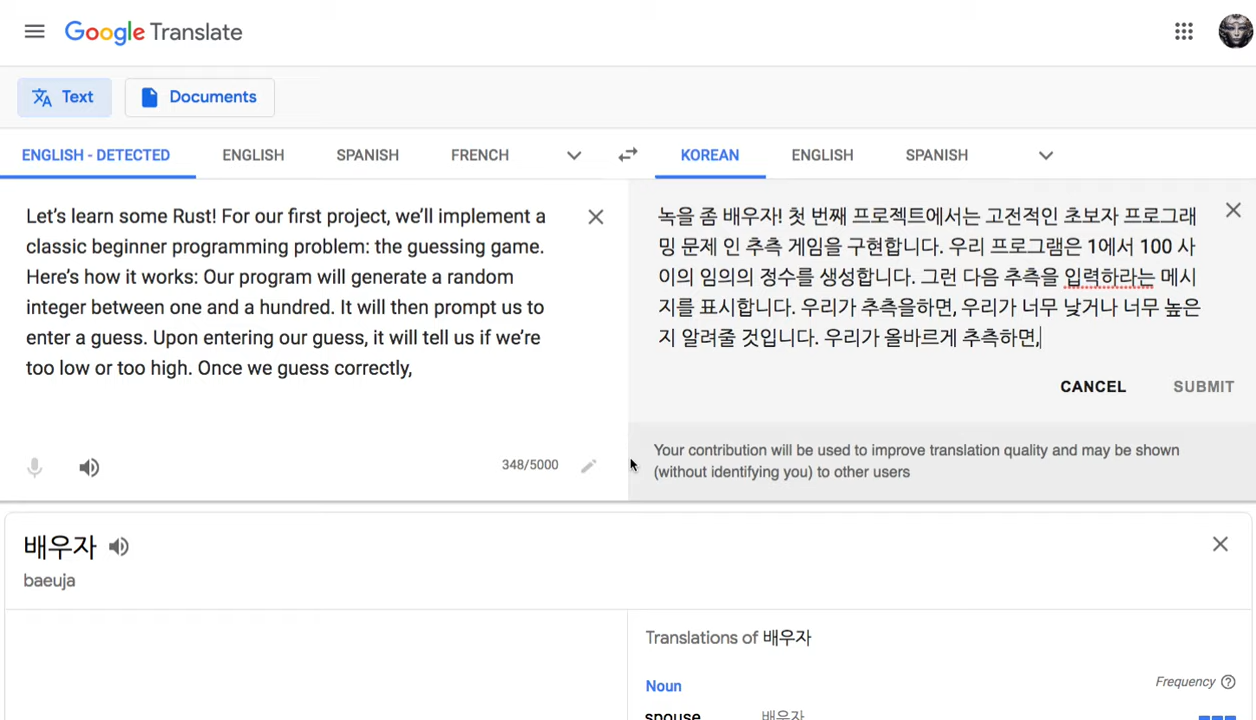 Google Translate
Text
Documents
ENGLISH - DETECTED
ENGLISH
SPANISH
FRENCH
KOREAN
ENGLISH
SPANISH
Let’s learn some Rust! For our first project, we’ll implement a
classic beginner programming problem: the guessing game.
Here’s how it works: Our program will generate a random
integer between one and a hundred. It will then prompt us to
enter a guess. Upon entering our guess, it will tell us if we’re
too low or too high. Once we guess correctly,
348/5000
녹을 좀 배우자! 첫 번째 프로젝트에서는 고전적인 초보자 프로그래
밍 문제 인 추측 게임을 구현합니다. 우리 프로그램은 1에서 100 사
이의 임의의 정수를 생성합니다. 그런 다음 추측을 입력하라는 메시
지를 표시합니다. 우리가 추측을하면, 우리가 너무 낮거나 너무 높은
지 알려줄 것입니다. 우리가 올바르게 추측하면,
CANCEL
SUBMIT
Your contribution will be used to improve translation quality and may be shown
(without identifying you) to other users
배우자
baeuja
Translations of 배우자
Noun
Frequency
spouse
배우자